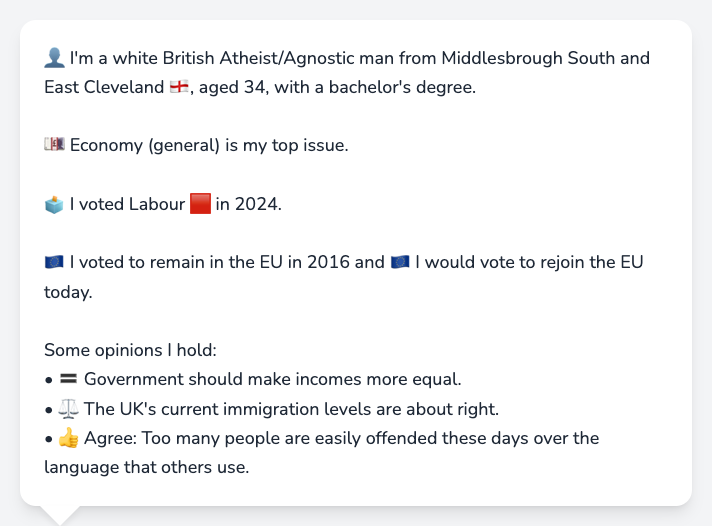 👤 I'm a white British Atheist/Agnostic man from Middlesbrough South and
East Cleveland 🏴󠁧󠁢󠁥󠁮󠁧󠁿, aged 34, with a bachelor's degree.
💷 Economy (general) is my top issue.
🗳️ I voted Labour 🟥 in 2024.
🇪🇺 I voted to remain in the EU in 2016 and 🇪🇺 I would vote to rejoin the EU
today.
Some opinions I hold:
• 🟰 Government should make incomes more equal.
• ⚖️ The UK's current immigration levels are about right.
• 👍 Agree: Too many people are easily offended these days over the
language that others use.